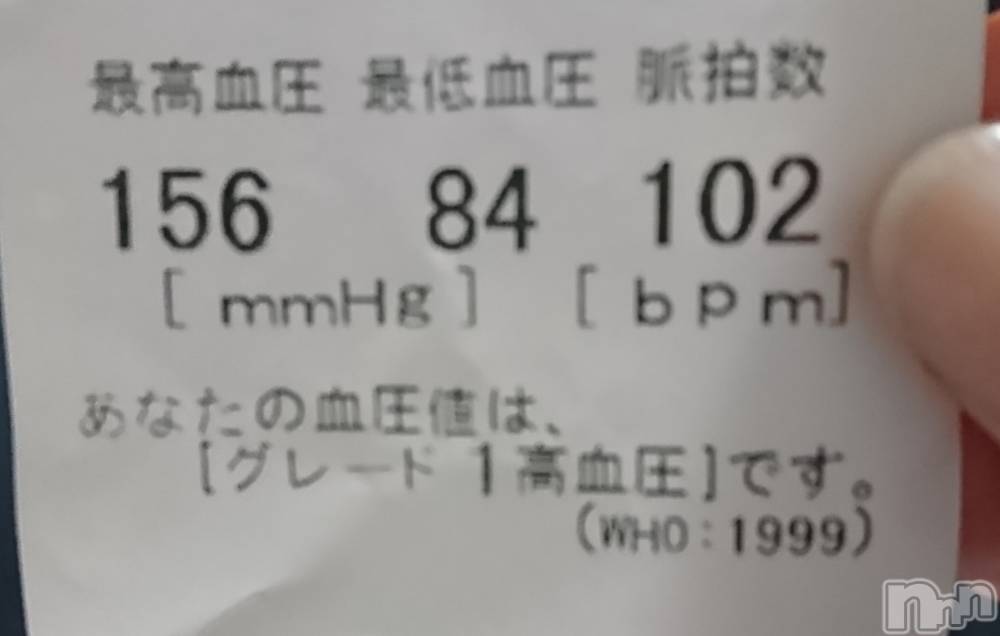 最高血圧 最低血圧 脈拍数
156 84 102
[ mmHg ] [ bpm]
あなたの血圧値は、
[グレード 1高血圧]です。
(WHO:1999)
nnn